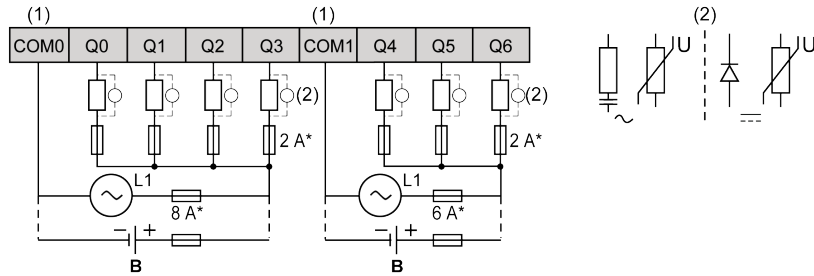 (1) (1) (2)
COM0 Q0 Q1 Q2 Q3 COM1 Q4 Q5 Q6
U U
(2) (2)
2 A* 2 A*
L1 L1
8 A* 6 A*
− + − +
B B